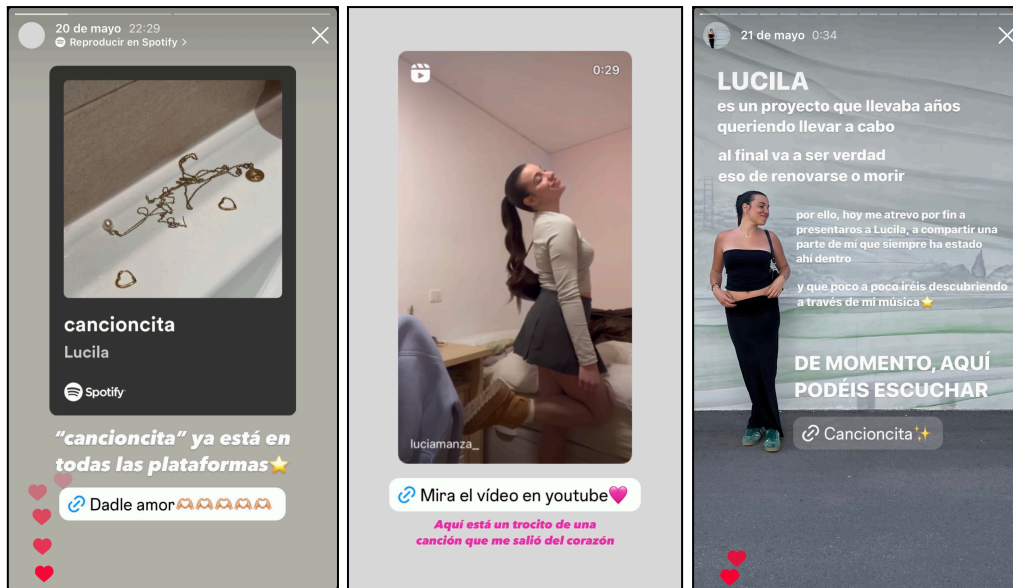 20 de mayo 22:29
Reproducir en Spotify >
cancioncita
Lucila
Spotify
“cancioncita” ya está en
todas las plataformas⭐
Dadle amor🫶🏼🫶🏼🫶🏼🫶🏼🫶🏼
0:29
luciamanza_
Mira el vídeo en youtube💗
Aquí está un trocito de una
canción que me salió del corazón
21 de mayo 0:34
LUCILA
es un proyecto que llevaba años
queriendo llevar a cabo
al final va a ser verdad
eso de renovarse o morir
por ello, hoy me atrevo por fin a
presentaros a Lucila, a compartir una
parte de mí que siempre ha estado
ahí dentro
y que poco a poco iréis descubriendo
a través de mi música⭐
DE MOMENTO, AQUÍ
PODÉIS ESCUCHAR
Cancioncita✨